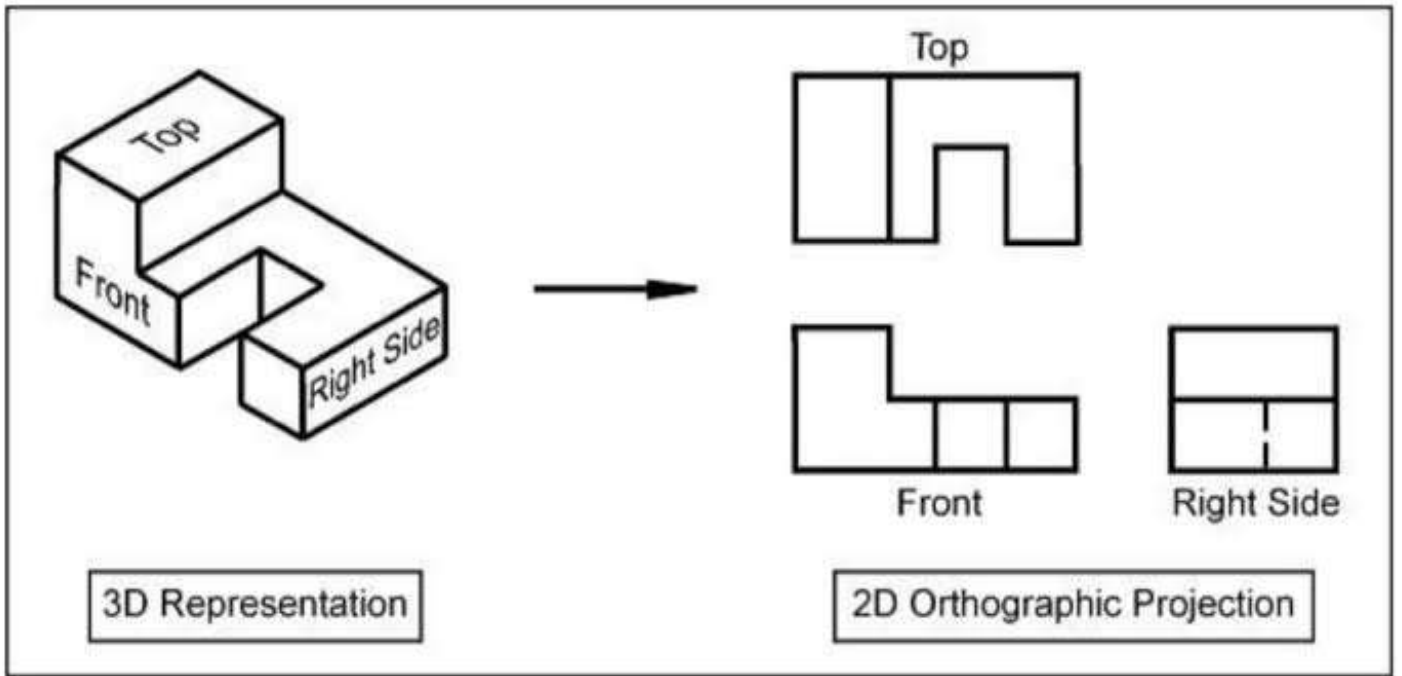 Top
Front
Right Side
Top
Front
Right Side
3D Representation
2D Orthographic Projection